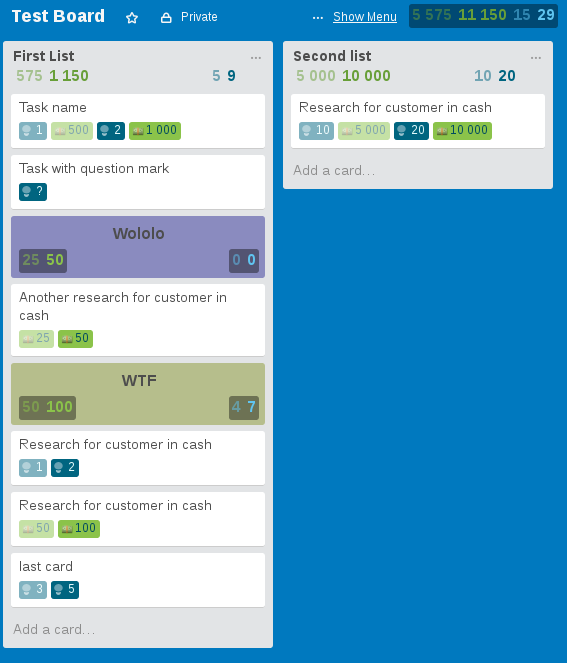 Test Board Private ... Show Menu 5 575 11 150 15 29
First List ...
575 1 150 5 9
Task name
1 500 2 1 000
Task with question mark
?
Wololo
25 50 0 0
Another research for customer in
cash
25 50
WTF
50 100 4 7
Research for customer in cash
1 2
Research for customer in cash
50 100
last card
3 5
Add a card...
Second list ...
5 000 10 000 10 20
Research for customer in cash
10 5 000 20 10 000
Add a card...